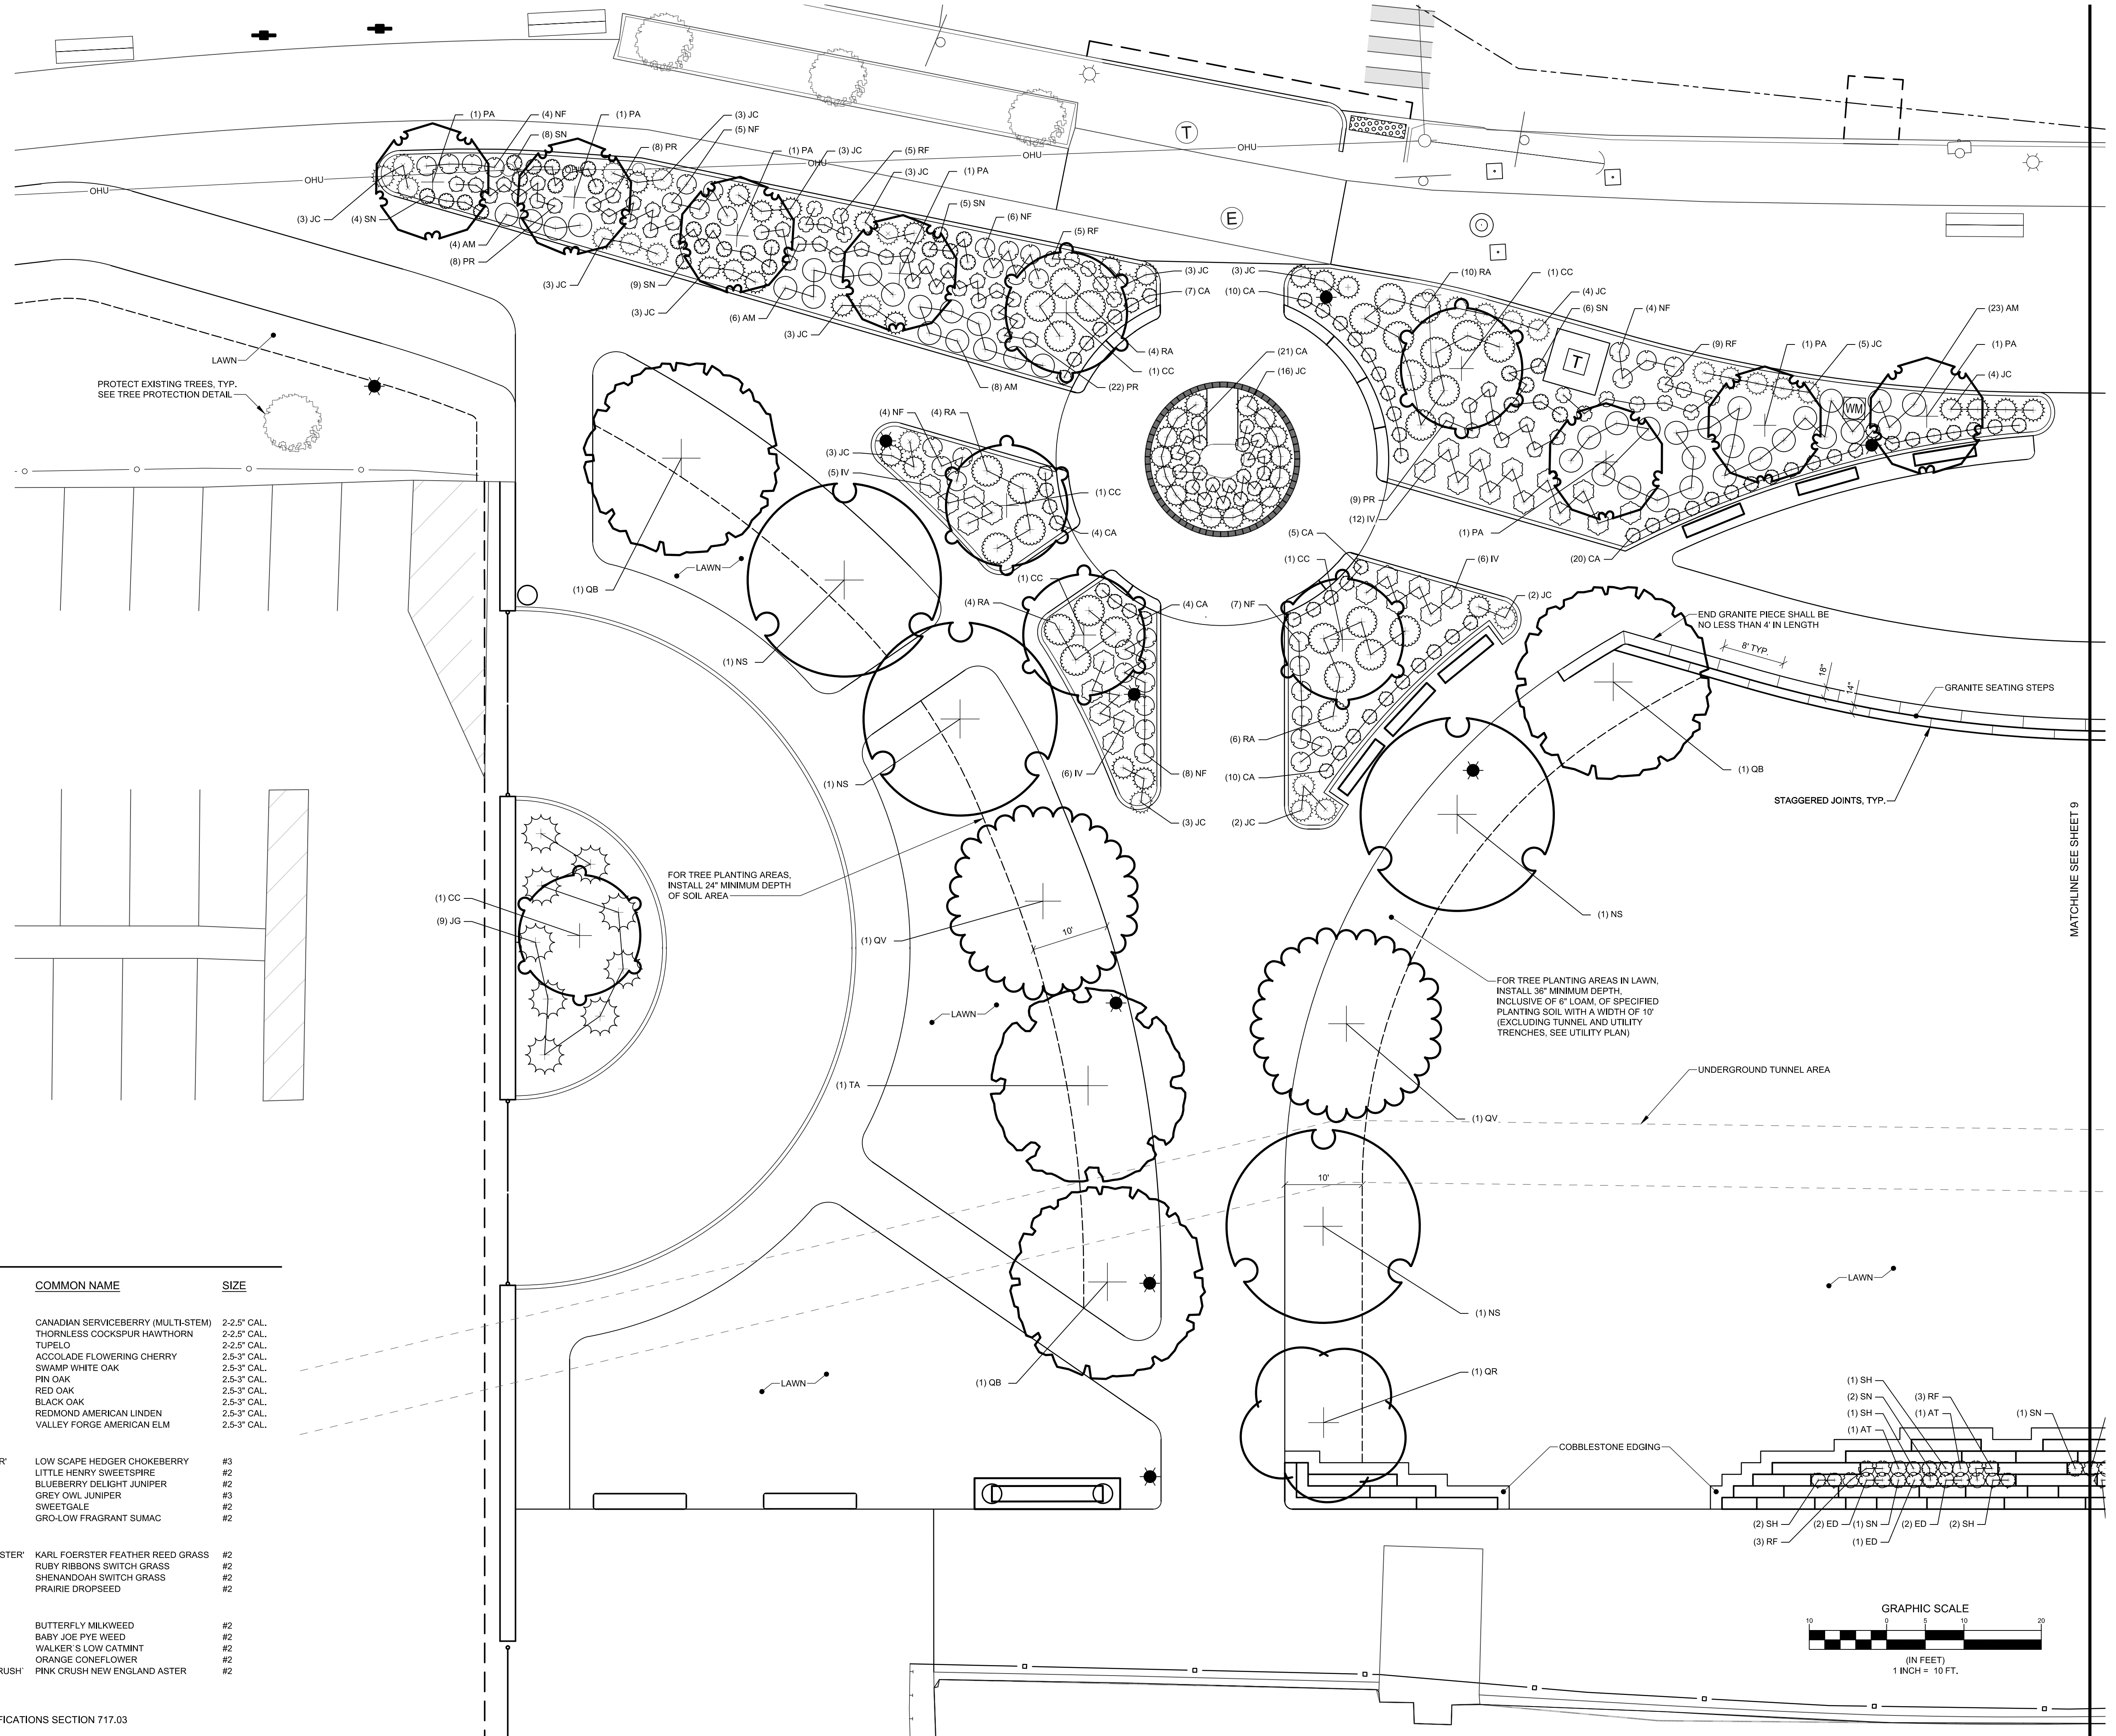 (1) PA
(4) NF
(8) SN
(1) PA
(3) JC
(5) NF
(8) PR
(1) PA
(3) JC
(5) RF
(3) JC
(1) PA
(5) SN
(6) NF
(5) RF
OHU
OHU
OHU
OHU
OHU
OHU
T
E
(3) JC
(4) SN
(4) AM
(8) PR
(3) JC
(9) SN
(3) JC
(6) AM
(3) JC
(8) AM
(22) PR
(1) CC
(4) RA
(3) JC
(7) CA
(3) JC
(10) CA
(10) RA
(1) CC
(4) JC
(6) SN
(4) NF
(9) RF
(1) PA
(5) JC
(23) AM
(1) PA
(4) JC
T
WM
(21) CA
(16) JC
LAWN
PROTECT EXISTING TREES, TYP.
SEE TREE PROTECTION DETAIL
(4) NF
(4) RA
(3) JC
(5) IV
(1) CC
(4) CA
(9) PR
(12) IV
(1) PA
(20) CA
(5) CA
(1) CC
(6) IV
(2) JC
(7) NF
(1) QB
LAWN
(1) NS
(1) CC
(4) RA
(4) CA
(6) RA
(10) CA
(2) JC
(1) NS
(6) IV
(8) NF
(3) JC
END GRANITE PIECE SHALL BE
NO LESS THAN 4' IN LENGTH
8' TYP.
18"
14"
GRANITE SEATING STEPS
(1) QB
STAGGERED JOINTS, TYP.
MATCHLINE SEE SHEET 9
FOR TREE PLANTING AREAS,
INSTALL 24" MINIMUM DEPTH
OF SOIL AREA
(1) CC
(9) JG
(1) QV
10'
(1) NS
LAWN
FOR TREE PLANTING AREAS IN LAWN,
INSTALL 36" MINIMUM DEPTH,
INCLUSIVE OF 6" LOAM, OF SPECIFIED
PLANTING SOIL WITH A WIDTH OF 10'
(EXCLUDING TUNNEL AND UTILITY
TRENCHES, SEE UTILITY PLAN)
(1) TA
UNDERGROUND TUNNEL AREA
(1) QV
10'
LAWN
(1) NS
(1) QB
LAWN
(1) QR
COBBLESTONE EDGING
(1) SH
(2) SN
(1) SH
(1) AT
(3) RF
(1) AT
(1) SN
(2) SH
(3) RF
(2) ED
(1) SN
(1) ED
(2) ED
(2) SH
COMMON NAME SIZE
CANADIAN SERVICEBERRY (MULTI-STEM) 2-2.5" CAL.
THORNLESS COCKSPUR HAWTHORN 2-2.5" CAL.
TUPELO 2-2.5" CAL.
ACCOLADE FLOWERING CHERRY 2.5-3" CAL.
SWAMP WHITE OAK 2.5-3" CAL.
PIN OAK 2.5-3" CAL.
RED OAK 2.5-3" CAL.
BLACK OAK 2.5-3" CAL.
REDMOND AMERICAN LINDEN 2.5-3" CAL.
VALLEY FORGE AMERICAN ELM 2.5-3" CAL.
R' LOW SCAPE HEDGER CHOKEBERRY #3
LITTLE HENRY SWEETSPIRE #2
BLUEBERRY DELIGHT JUNIPER #2
GREY OWL JUNIPER #3
SWEETGALE #2
GRO-LOW FRAGRANT SUMAC #2
STER' KARL FOERSTER FEATHER REED GRASS #2
RUBY RIBBONS SWITCH GRASS #2
SHENANDOAH SWITCH GRASS #2
PRAIRIE DROPSEED #2
BUTTERFLY MILKWEED #2
BABY JOE PYE WEED #2
WALKER'S LOW CATMINT #2
ORANGE CONEFLOWER #2
RUSH' PINK CRUSH NEW ENGLAND ASTER #2
FICATIONS SECTION 717.03
GRAPHIC SCALE
10 0 5 10 20
(IN FEET)
1 INCH = 10 FT.